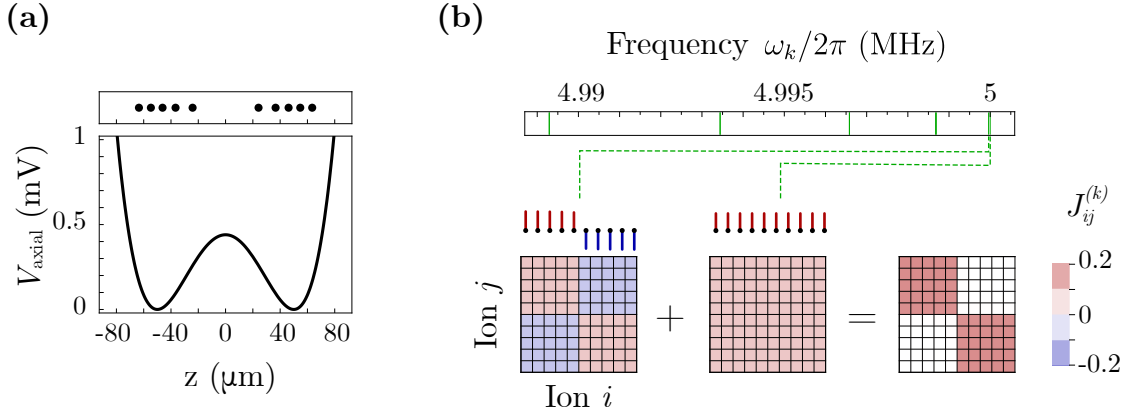 (a)
1
0.5
0
V_axial (mV)
-80 -40 0 40 80
z (μm)
(b)
Frequency ω_k/2π (MHz)
4.99 4.995 5
J_ij^(k)
0.2
0
-0.2
Ion j
+ =
Ion i